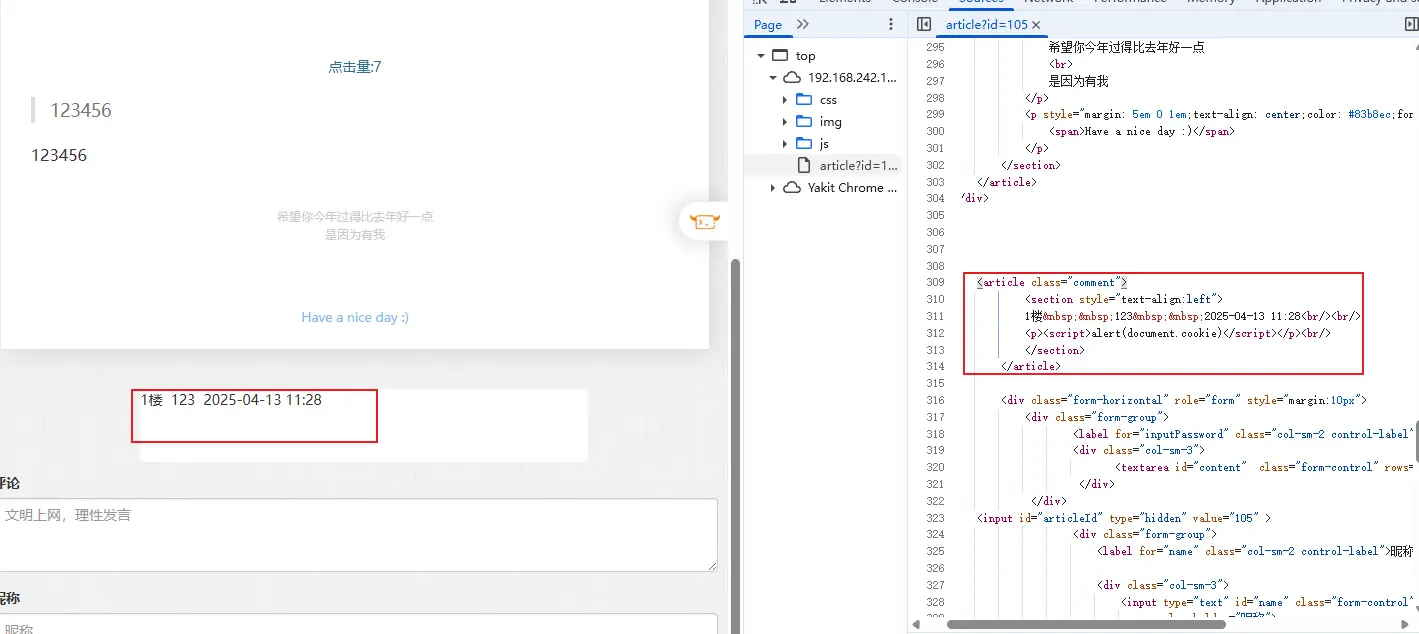 点击量:7
123456
123456
希望你今年过得比去年好一点
是因为有我
Have a nice day :)
1楼 123 2025-04-13 11:28
评论
文明上网，理性发言
昵称
昵称
Elements Console Sources Network Performance Memory Application Privacy and
Page
article?id=105
top
192.168.242.1...
css
img
js
article?id=1...
Yakit Chrome ...
295 希望你今年过得比去年好一点
296 <br>
297 是因为有我
298 </p>
299 <p style="margin: 5em 0 1em;text-align: center;color: #83b8ec;for
300 <span>Have a nice day :)</span>
301 </p>
302 </section>
303 </article>
304 /div>
305
306
307
308
309 <article class="comment">
310 <section style="text-align:left">
311 1楼&nbsp;&nbsp;123&nbsp;&nbsp;2025-04-13 11:28<br/><br/>
312 <p><script>alert(document.cookie)</script></p><br/>
313 </section>
314 </article>
315
316 <div class="form-horizontal" role="form" style="margin:10px">
317 <div class="form-group">
318 <label for="inputPassword" class="col-sm-2 control-label"
319 <div class="col-sm-3">
320 <textarea id="content" class="form-control" rows=
321 </div>
322 </div>
323 <input id="articleId" type="hidden" value="105" >
324 <div class="form-group">
325 <label for="name" class="col-sm-2 control-label">昵称
326
327 <div class="col-sm-3">
328 <input type="text" id="name" class="form-control"